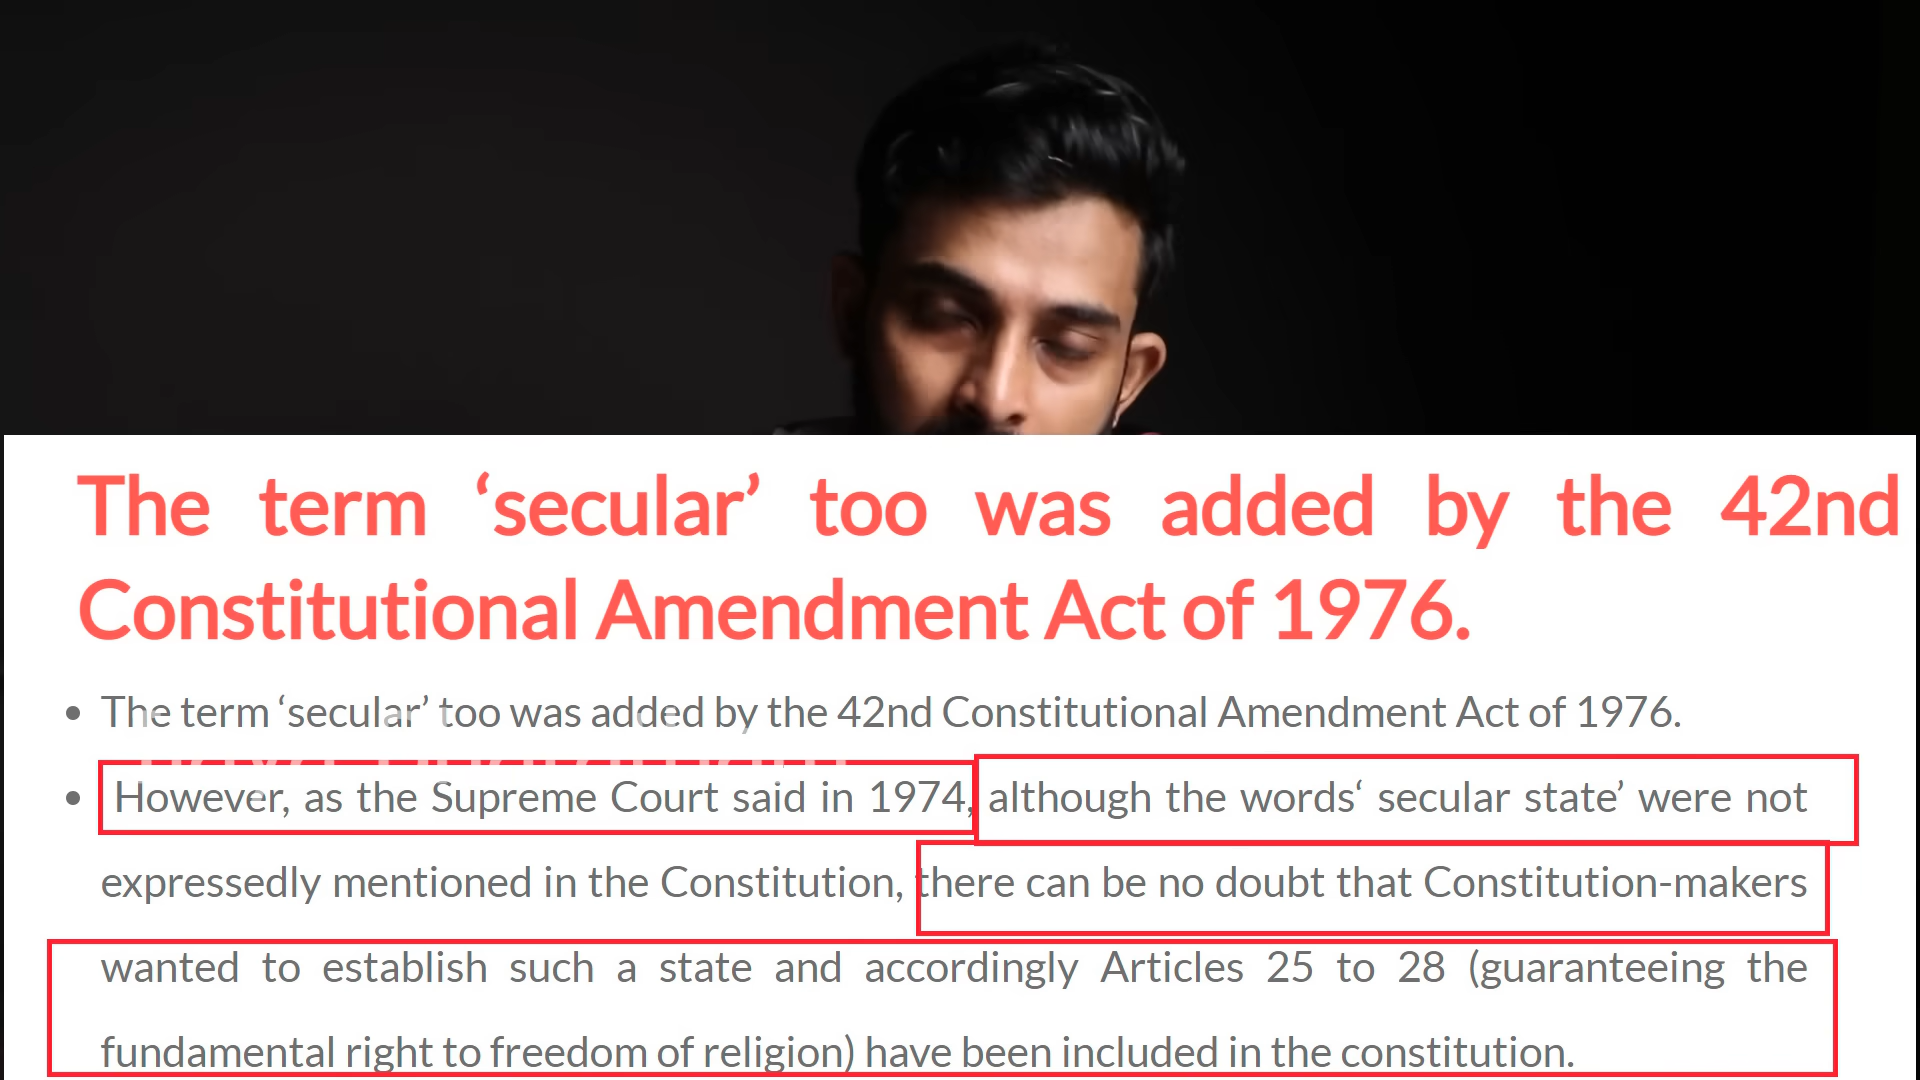 The term ‘secular’ too was added by the 42nd
Constitutional Amendment Act of 1976.
• The term ‘secular’ too was added by the 42nd Constitutional Amendment Act of 1976.
• However, as the Supreme Court said in 1974, although the words‘ secular state’ were not
expressedly mentioned in the Constitution, there can be no doubt that Constitution-makers
wanted to establish such a state and accordingly Articles 25 to 28 (guaranteeing the
fundamental right to freedom of religion) have been included in the constitution.